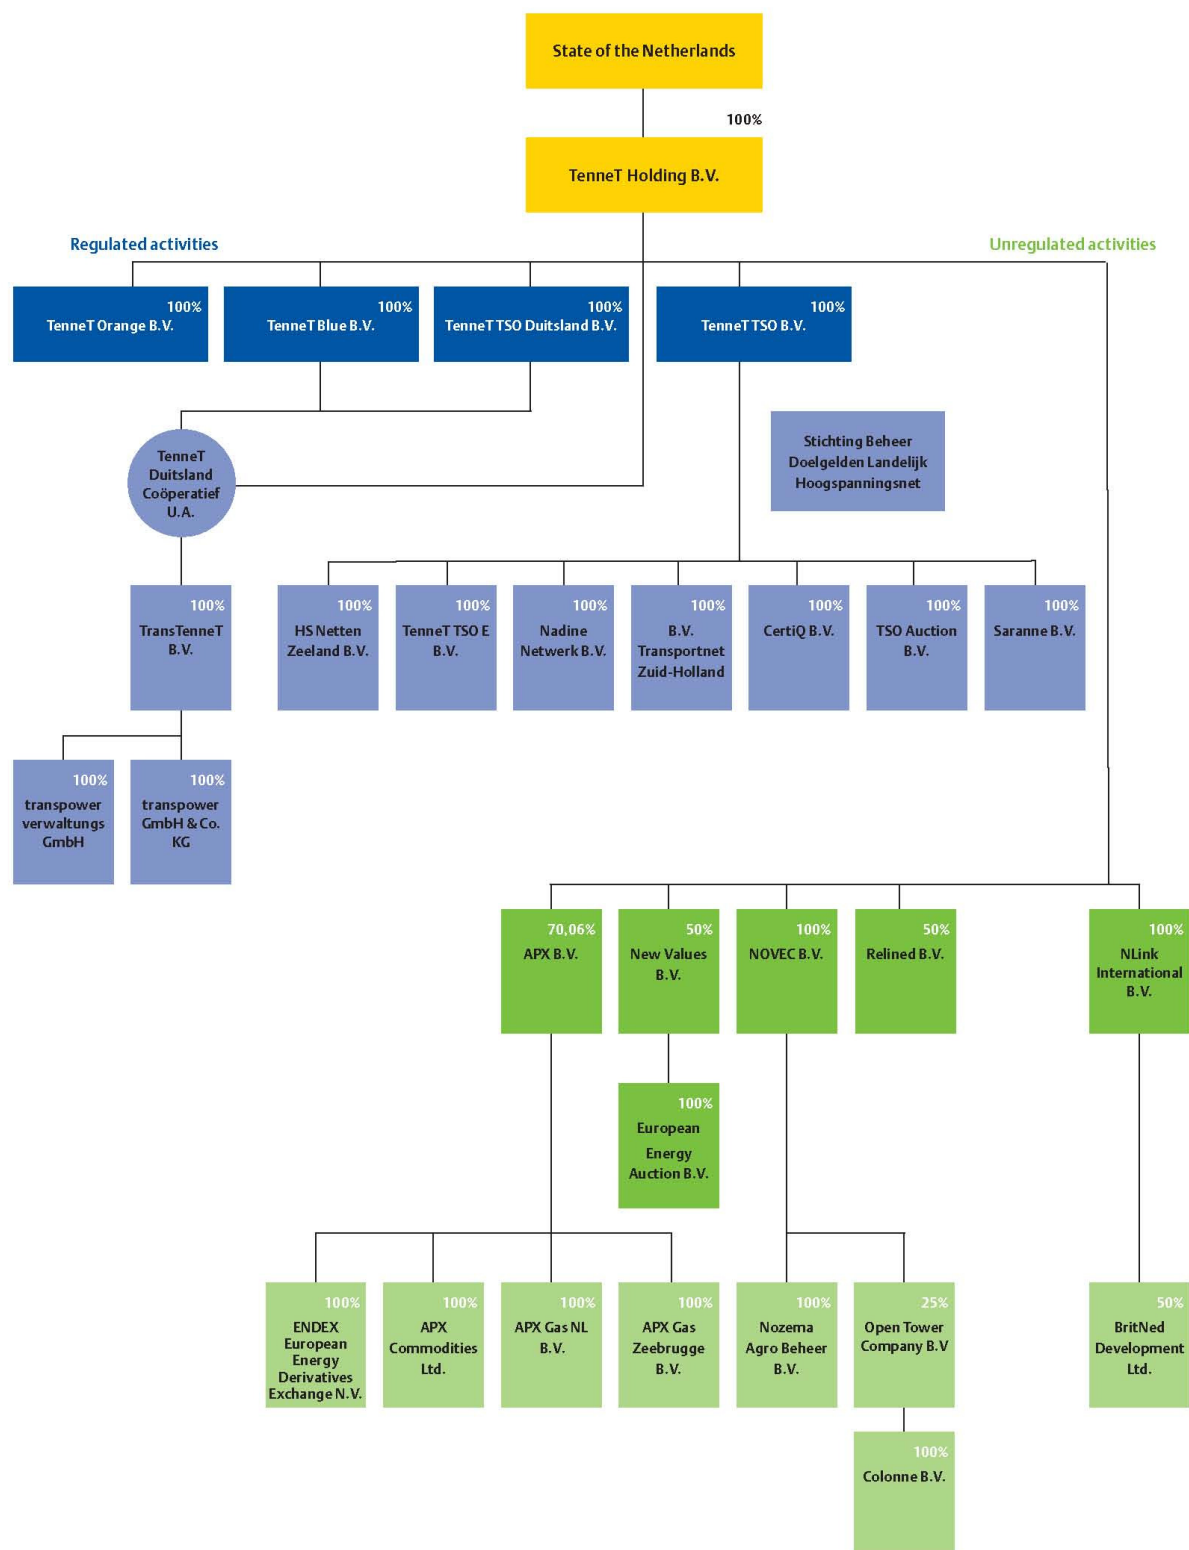 State of the Netherlands
100%
TenneT Holding B.V.
Regulated activities
Unregulated activities
100%
TenneT Orange B.V.
100%
TenneT Blue B.V.
100%
TenneT TSO Duitsland B.V.
100%
TenneT TSO B.V.
TenneT
Duitsland
Coöperatief
U.A.
Stichting Beheer
Doelgelden Landelijk
Hoogspanningsnet
100%
TransTenneT
B.V.
100%
HS Netten
Zeeland B.V.
100%
TenneT TSO E
B.V.
100%
Nadine
Netwerk B.V.
100%
B.V.
Transportnet
Zuid-Holland
100%
CertiQ B.V.
100%
TSO Auction
B.V.
100%
Saranne B.V.
100%
transpower
verwaltungs
GmbH
100%
transpower
GmbH & Co.
KG
70,06%
APX B.V.
50%
New Values
B.V.
100%
NOVEC B.V.
50%
Relined B.V.
100%
NLink
International
B.V.
100%
European
Energy
Auction B.V.
100%
ENDEX
European
Energy
Derivatives
Exchange N.V.
100%
APX
Commodities
Ltd.
100%
APX Gas NL
B.V.
100%
APX Gas
Zeebrugge
B.V.
100%
Nozema
Agro Beheer
B.V.
25%
Open Tower
Company B.V
50%
BritNed
Development
Ltd.
100%
Colonne B.V.